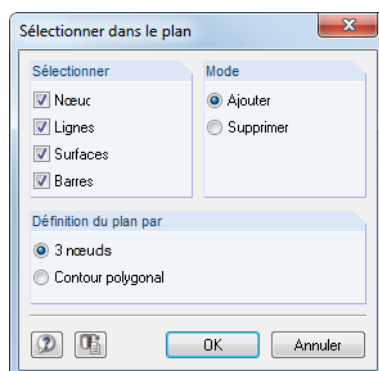 Sélectionner dans le plan
Sélectionner
Mode
Nœuc
Ajouter
Lignes
Supprimer
Surfaces
Barres
Définition du plan par
3 nœuds
Contour polygonal
OK
Annuler